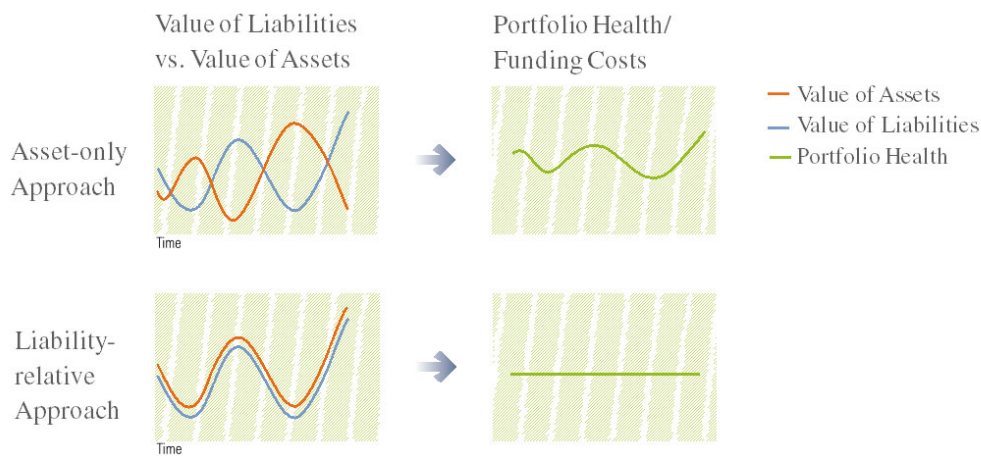 Value of Liabilities
vs. Value of Assets
Portfolio Health/
Funding Costs
Value of Assets
Value of Liabilities
Portfolio Health
Asset-only
Approach
Time
Liability-
relative
Approach
Time